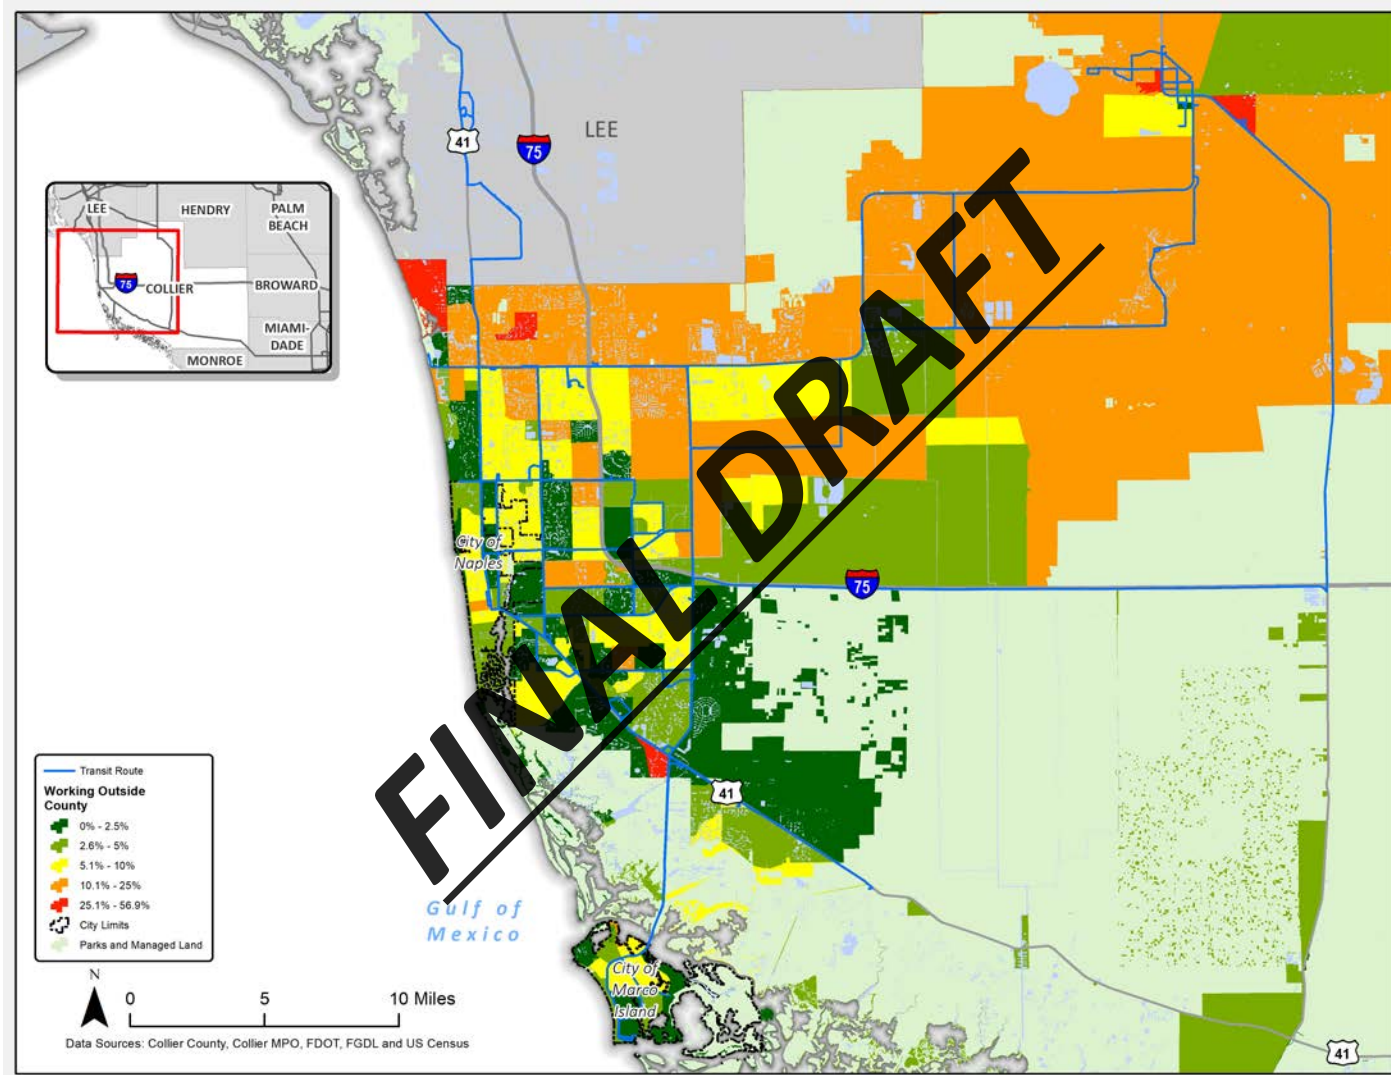 41
75
LEE
LEE
HENDRY
PALM
BEACH
75
COLLIER
BROWARD
MIAMI-
DADE
MONROE
City of
Naples
75
FINAL DRAFT
41
Transit Route
Working Outside
County
0% - 2.5%
2.6% - 5%
5.1% - 10%
10.1% - 25%
25.1% - 56.9%
City Limits
Parks and Managed Land
Gulf of
Mexico
City of
Marco
Island
N
0 5 10 Miles
Data Sources: Collier County, Collier MPO, FDOT, FGDL and US Census
41